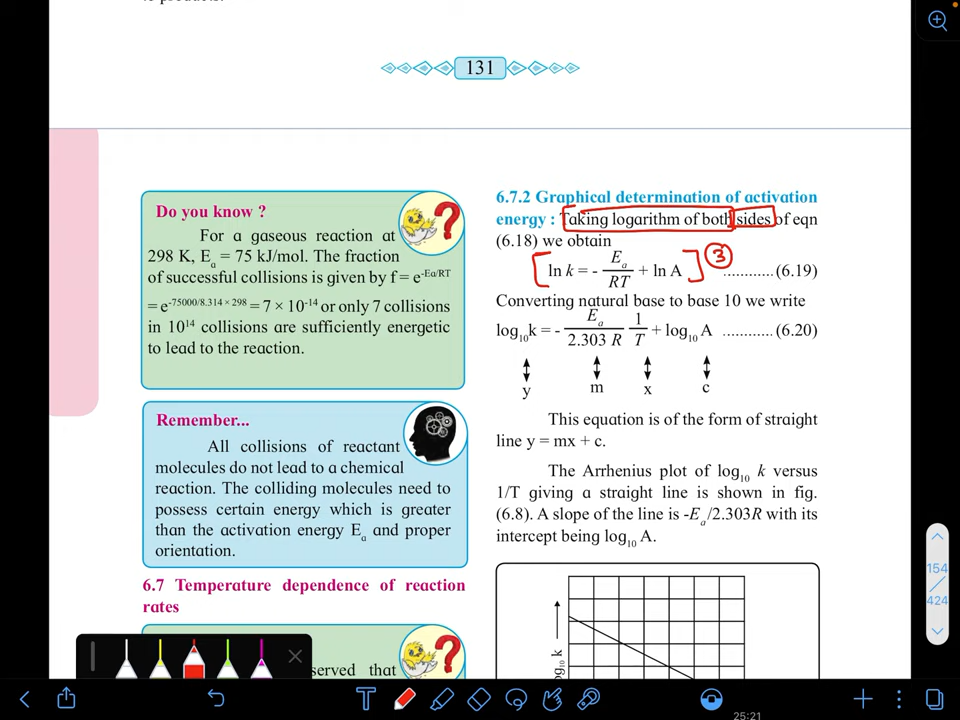 131
Do you know ?
For a gaseous reaction at
298 K, Ea = 75 kJ/mol. The fraction
of successful collisions is given by f = e-Ea/RT
= e-75000/8.314 × 298 = 7 × 10-14 or only 7 collisions
in 1014 collisions are sufficiently energetic
to lead to the reaction.
Remember...
All collisions of reactant
molecules do not lead to a chemical
reaction. The colliding molecules need to
possess certain energy which is greater
than the activation energy Ea and proper
orientation.
6.7 Temperature dependence of reaction
rates
served that
6.7.2 Graphical determination of activation
energy : Taking logarithm of both sides of eqn
(6.18) we obtain
ln k = - Ea/RT + ln A ............(6.19)
3
Converting natural base to base 10 we write
log10k = - Ea/2.303 R 1/T + log10 A ............(6.20)
y m x c
This equation is of the form of straight
line y = mx + c.
The Arrhenius plot of log10 k versus
1/T giving a straight line is shown in fig.
(6.8). A slope of the line is -Ea/2.303R with its
intercept being log10 A.
154
424
25:21